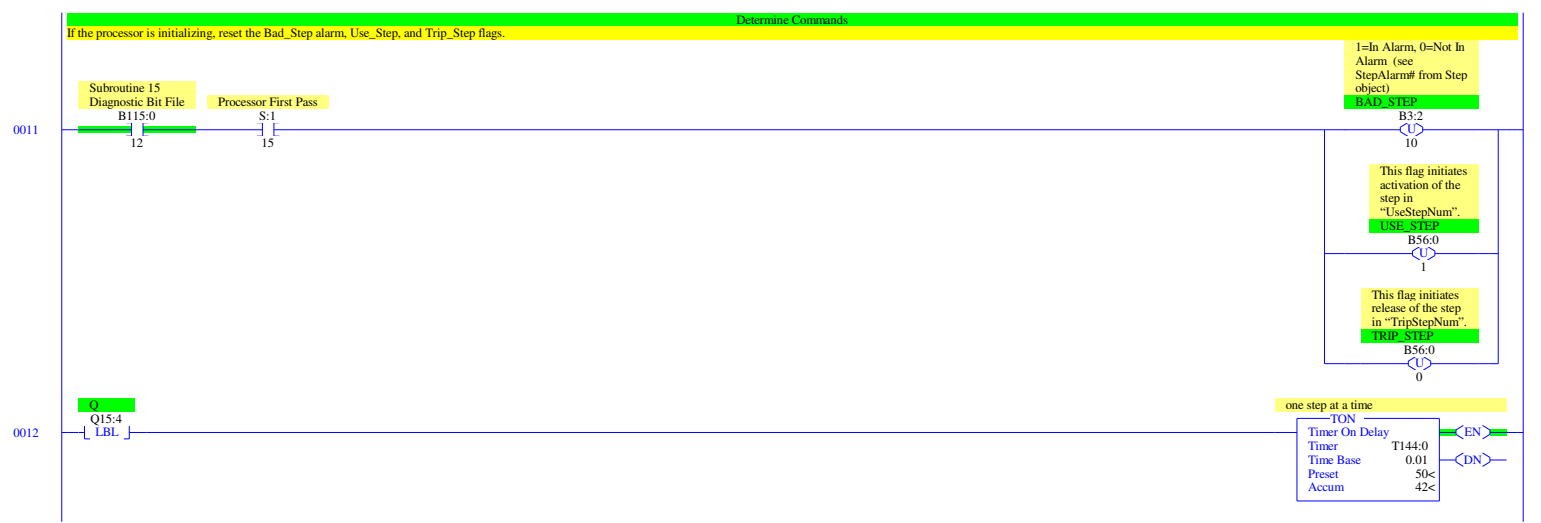 Determine Commands
If the processor is initializing, reset the Bad_Step alarm, Use_Step, and Trip_Step flags.
1=In Alarm, 0=Not In
Alarm (see
StepAlarm# from Step
object)
BAD_STEP
Subroutine 15
Diagnostic Bit File
Processor First Pass
B115:0
S:1
B3:2
0011
U
12
15
10
This flag initiates
activation of the
step in
“UseStepNum”.
USE_STEP
B56:0
U
1
This flag initiates
release of the step
in “TripStepNum”.
TRIP_STEP
B56:0
U
0
Q
one step at a time
Q15:4
0012
LBL
TON
Timer On Delay
EN
Timer T144:0
Time Base 0.01
DN
Preset 50<
Accum 42<